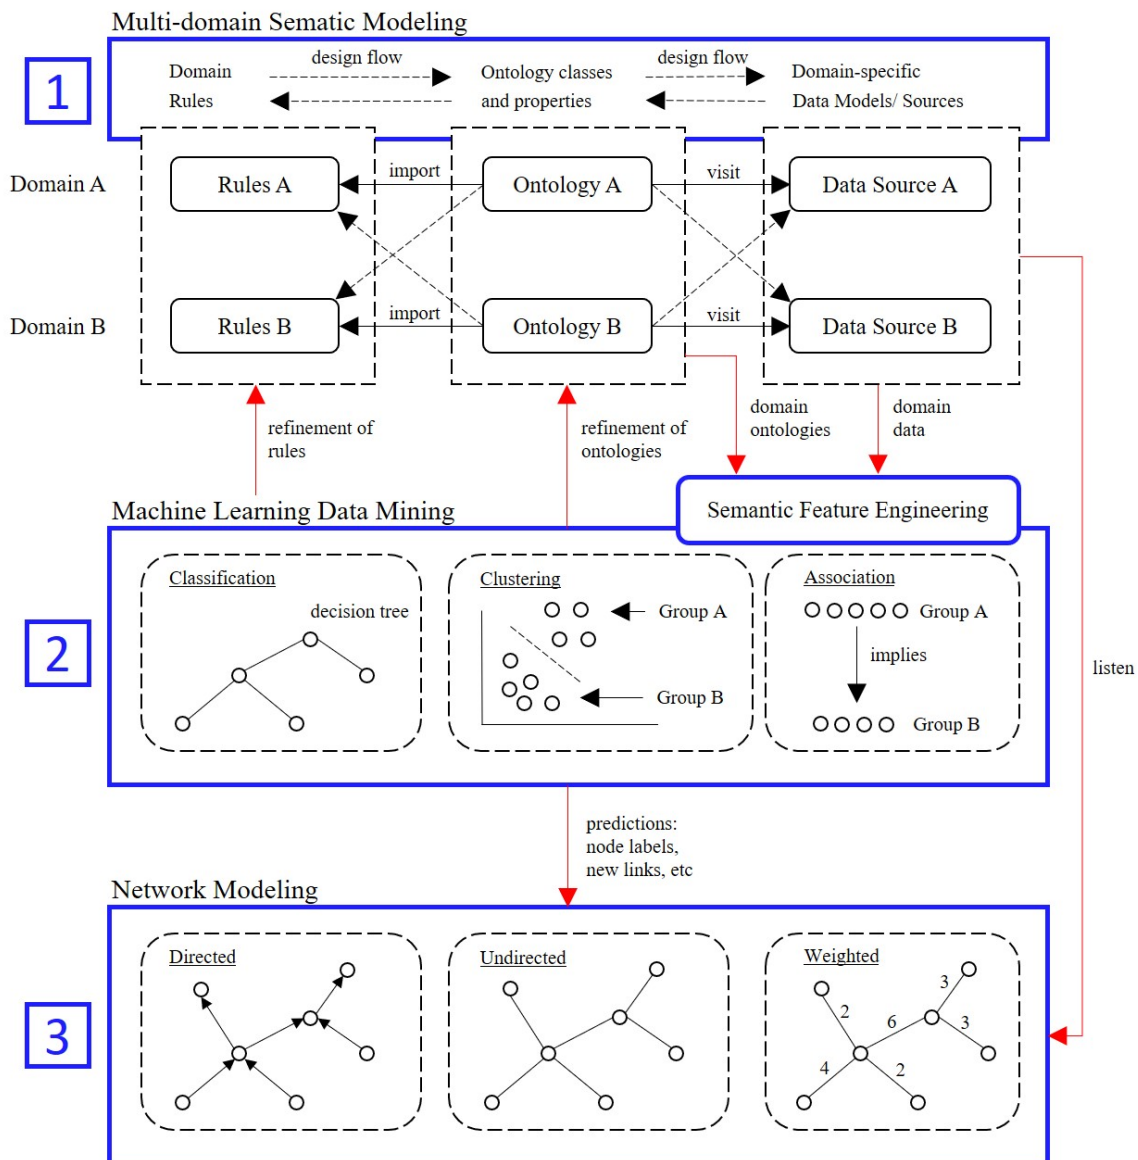 Multi-domain Sematic Modeling
1
Domain
Rules
design flow
Ontology classes
and properties
design flow
Domain-specific
Data Models/ Sources
Domain A
Rules A
import
Ontology A
visit
Data Source A
Domain B
Rules B
import
Ontology B
visit
Data Source B
refinement of
rules
refinement of
ontologies
domain
ontologies
domain
data
listen
Machine Learning Data Mining
Semantic Feature Engineering
2
Classification
decision tree
Clustering
Group A
Group B
Association
Group A
implies
Group B
predictions:
node labels,
new links, etc
Network Modeling
3
Directed
Undirected
Weighted
2
3
6
3
4
2